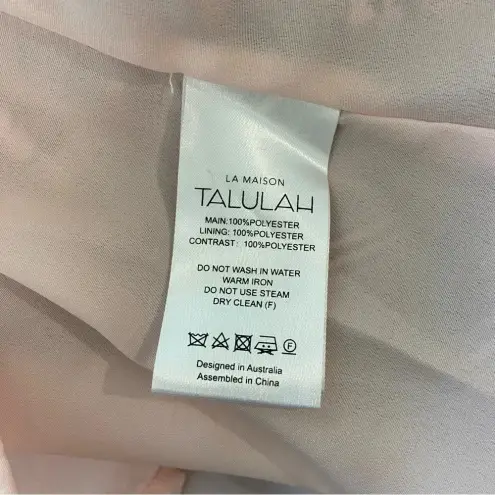 LA MAISON
TALULAH
MAIN:100%POLYESTER
LINING: 100%POLYESTER
CONTRAST: 100%POLYESTER
DO NOT WASH IN WATER
WARM IRON
DO NOT USE STEAM
DRY CLEAN (F)
F
Designed in Australia
Assembled in China